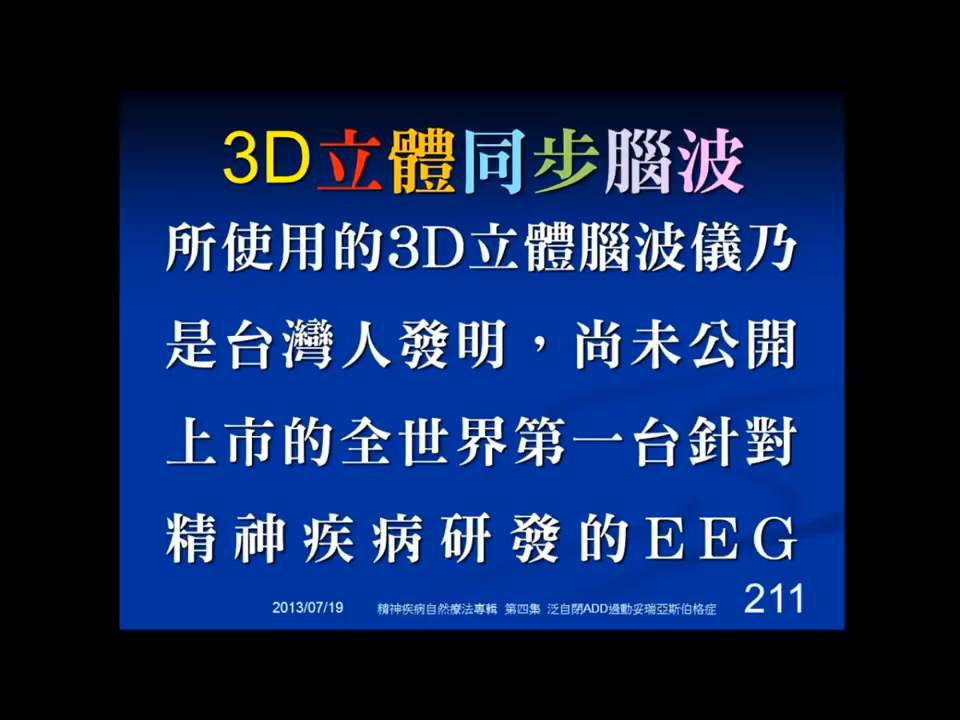 3D立體同步腦波
所使用的3D立體腦波儀乃
是台灣人發明，尚未公開
上市的全世界第一台針對
精神疾病研發的EEG
2013/07/19 精神疾病自然療法專輯 第四集 泛自閉ADD過動妥瑞亞斯伯格症 211